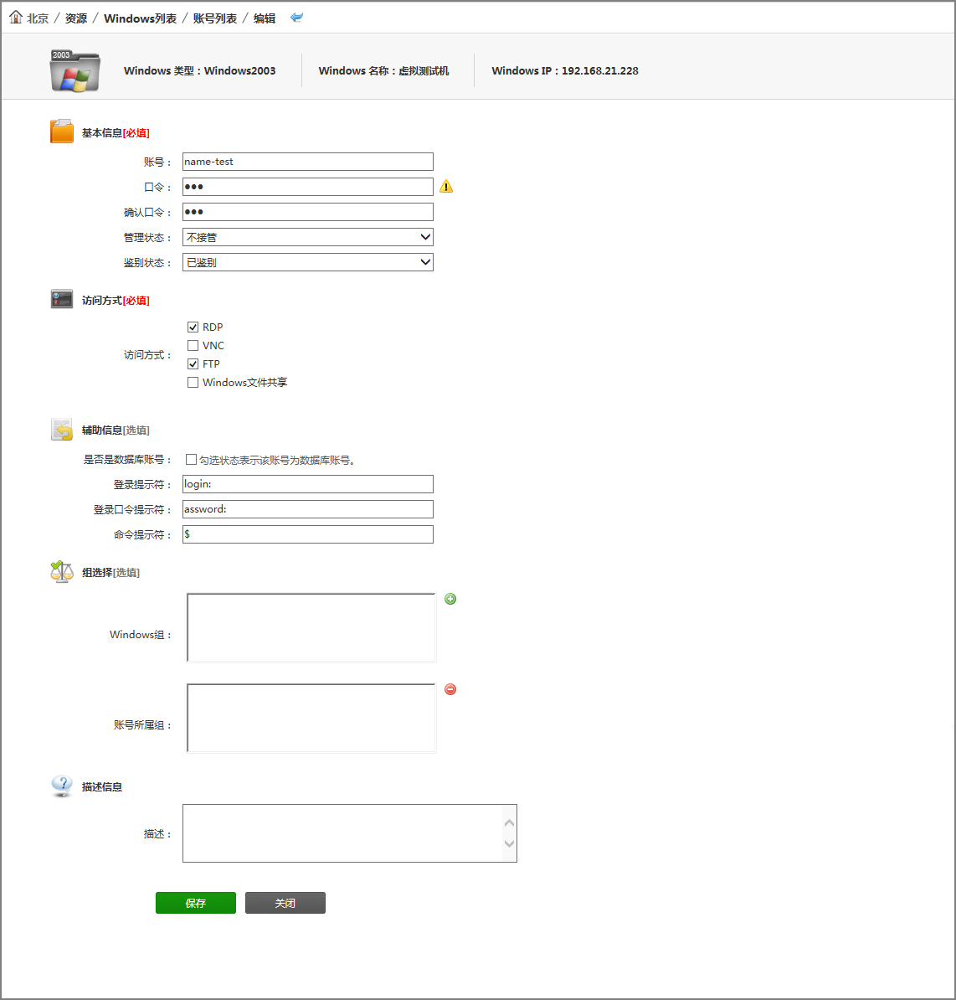 北京 / 资源 / Windows列表 / 账号列表 / 编辑
2003
Windows 类型：Windows2003 Windows 名称：虚拟测试机 Windows IP：192.168.21.228
基本信息[必填]
账号： name-test
口令： ●●●
确认口令： ●●●
管理状态： 不接管
鉴别状态： 已鉴别
访问方式[必填]
RDP
VNC
访问方式：
FTP
Windows文件共享
辅助信息[选填]
是否是数据库账号： 勾选状态表示该账号为数据库账号。
登录提示符： login:
登录口令提示符： assword:
命令提示符： $
组选择[选填]
Windows组：
账号所属组：
描述信息
描述：
保存 关闭